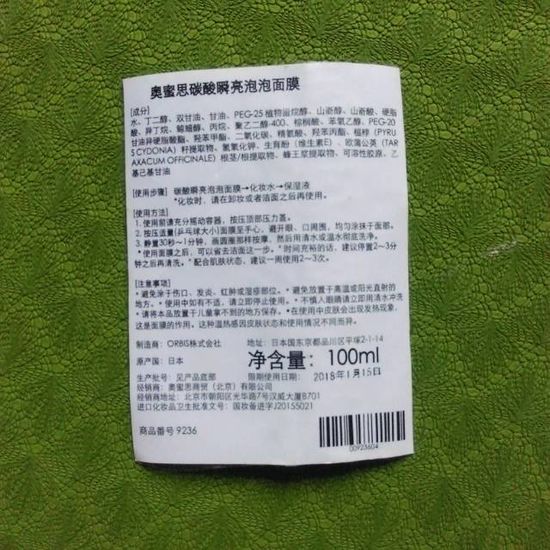 奥蜜思碳酸瞬亮泡泡面膜
[成分]
水、丁二醇、双甘油、甘油、PEG-25 植物甾烷醇、山嵛醇、山嵛酸、硬脂
酸、异丁烷、鲸蜡醇、丙烷、聚乙二醇-400、棕榈酸、苯氧乙醇、PEG-20
甘油异硬脂酸酯、羟苯甲酯、二氧化碳、精氨酸、羟苯丙酯、榅桲（PYRU
S CYDONIA）籽提取物、氢氧化钾、生育酚（维生素E）、欧蒲公英（TAR
AXACUM OFFICINALE）根茎/根提取物、蜂王浆提取物、可溶性胶原、乙
基己基甘油
[使用步骤] 碳酸瞬亮泡泡面膜→化妆水→保湿液
*化妆时，请在卸妆或者洁面之后再使用。
[使用方法]
1. 使用前请充分摇动容器，按压顶部压力盖。
2. 按压适量(乒乓球大小)面膜至手心，避开眼、口周围，均匀涂抹于面部。
3. 静置30秒～1分钟，画圆圈那样按摩，然后用清水或温水彻底洗净。
*使用面膜之后，可以省去洁面这一步。*时间充裕的话，建议停置2～3分
钟之后再清洗。*配合肌肤状态，建议一周使用2～3次。
[注意事项]
*避免涂于伤口、发炎、红肿或湿疹部位。*避免放置于高温或阳光直射的
地方。*使用中如有不适，请立即停止使用。*不慎入眼睛请立即用清水冲洗
*请将本品放置于儿童拿不到的地方保存。*在使用中皮肤会出现发热现象，
这是面膜的作用。这种温热感因皮肤状态和使用情况不同而异。
制造商：ORBIS株式会社 地址：日本国东京都品川区平塚2-1-14
原产国：日本 净含量：100ml
生产批号：见产品底部 限期使用日期：2018年1月15日
经销商：奥蜜思商贸（北京）有限公司
经销商地址：北京市朝阳区光华路7号汉威大厦B701
进口化妆品卫生批准文号：国妆备进字J20155021
商品番号 9236
00923604